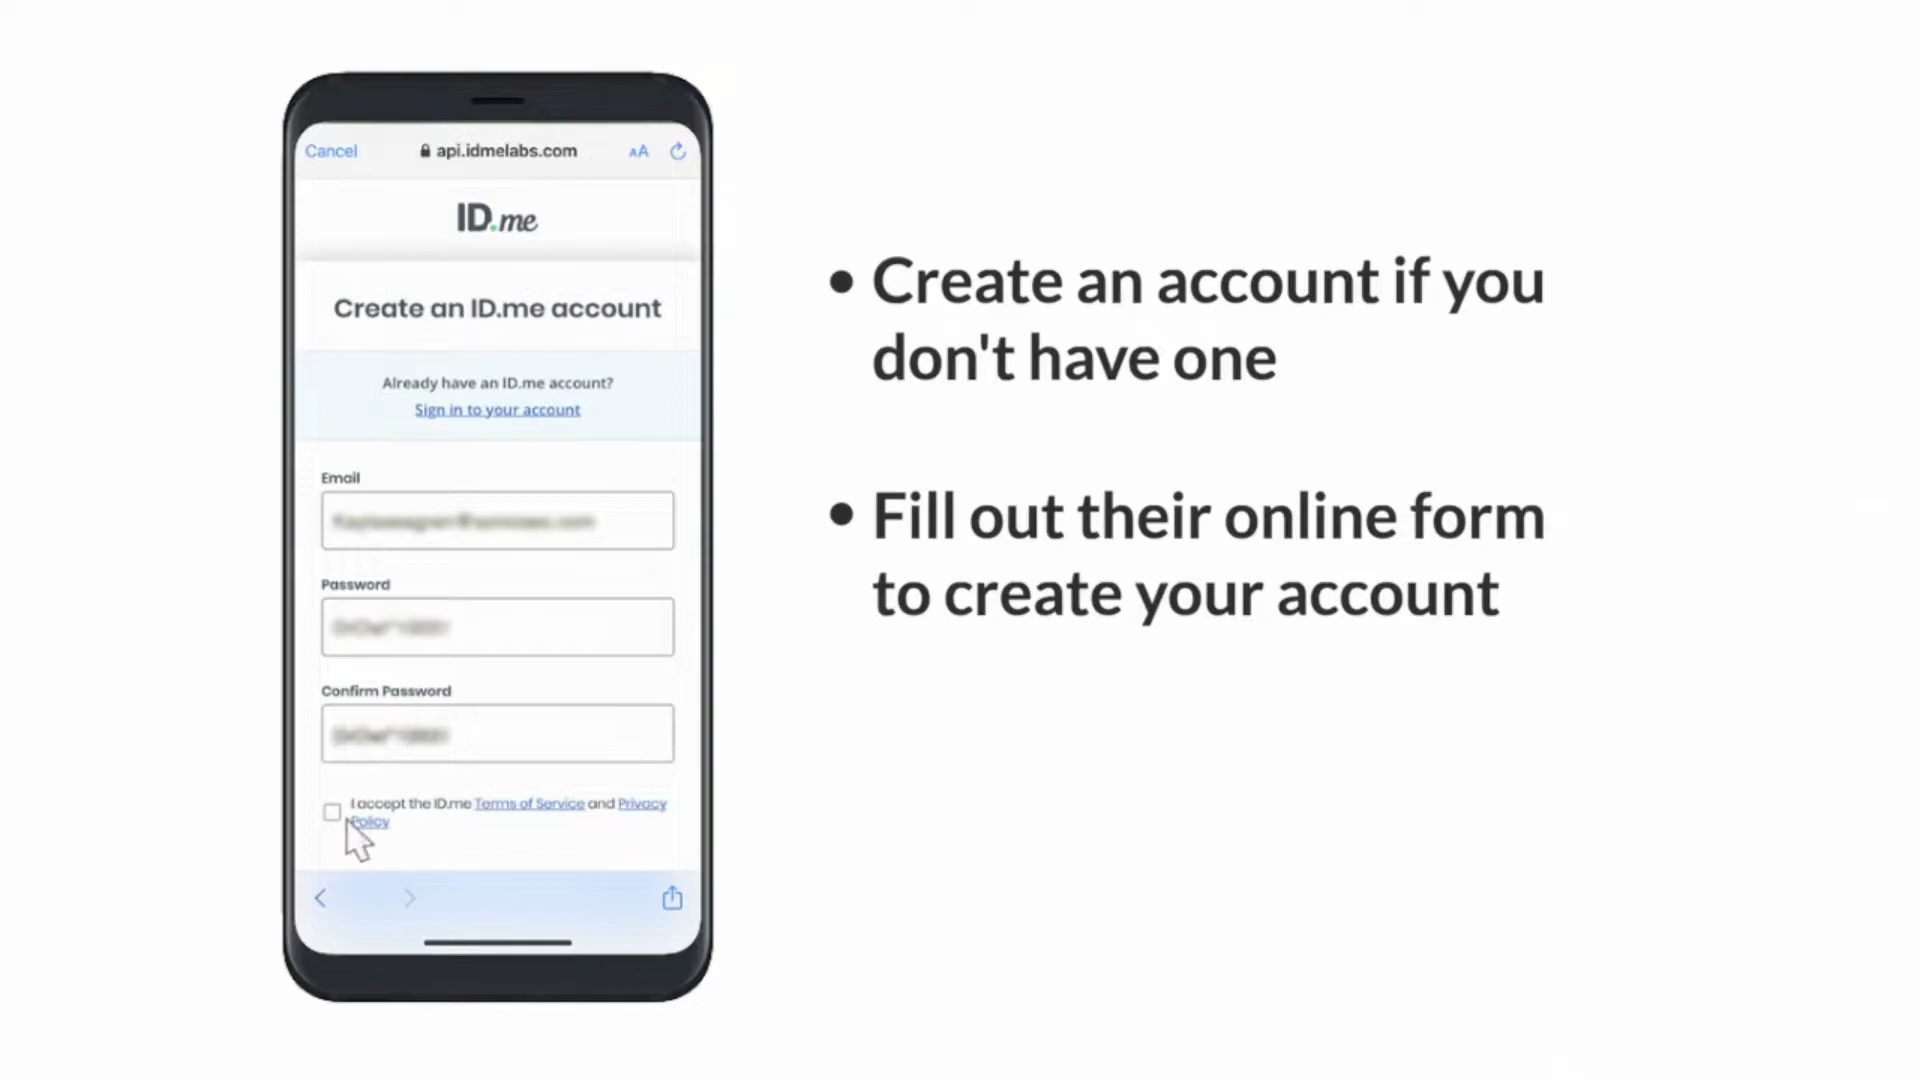 Cancel
api.idmelabs.com
AA
ID.me
Create an ID.me account
Already have an ID.me account?
Sign in to your account
Email
Password
Confirm Password
I accept the ID.me Terms of Service and Privacy
Policy
• Create an account if you
don't have one
• Fill out their online form
to create your account